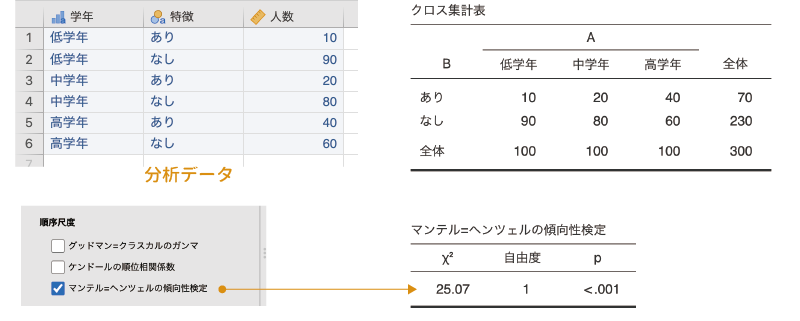 学年 特徴 人数
1 低学年 あり 10
2 低学年 なし 90
3 中学年 あり 20
4 中学年 なし 80
5 高学年 あり 40
6 高学年 なし 60
7
分析データ
クロス集計表
A
B 低学年 中学年 高学年 全体
あり 10 20 40 70
なし 90 80 60 230
全体 100 100 100 300
順序尺度
グッドマン=クラスカルのガンマ
ケンドールの順位相関係数
マンテル=ヘンツェルの傾向性検定
マンテル=ヘンツェルの傾向性検定
χ² 自由度 p
25.07 1 <.001